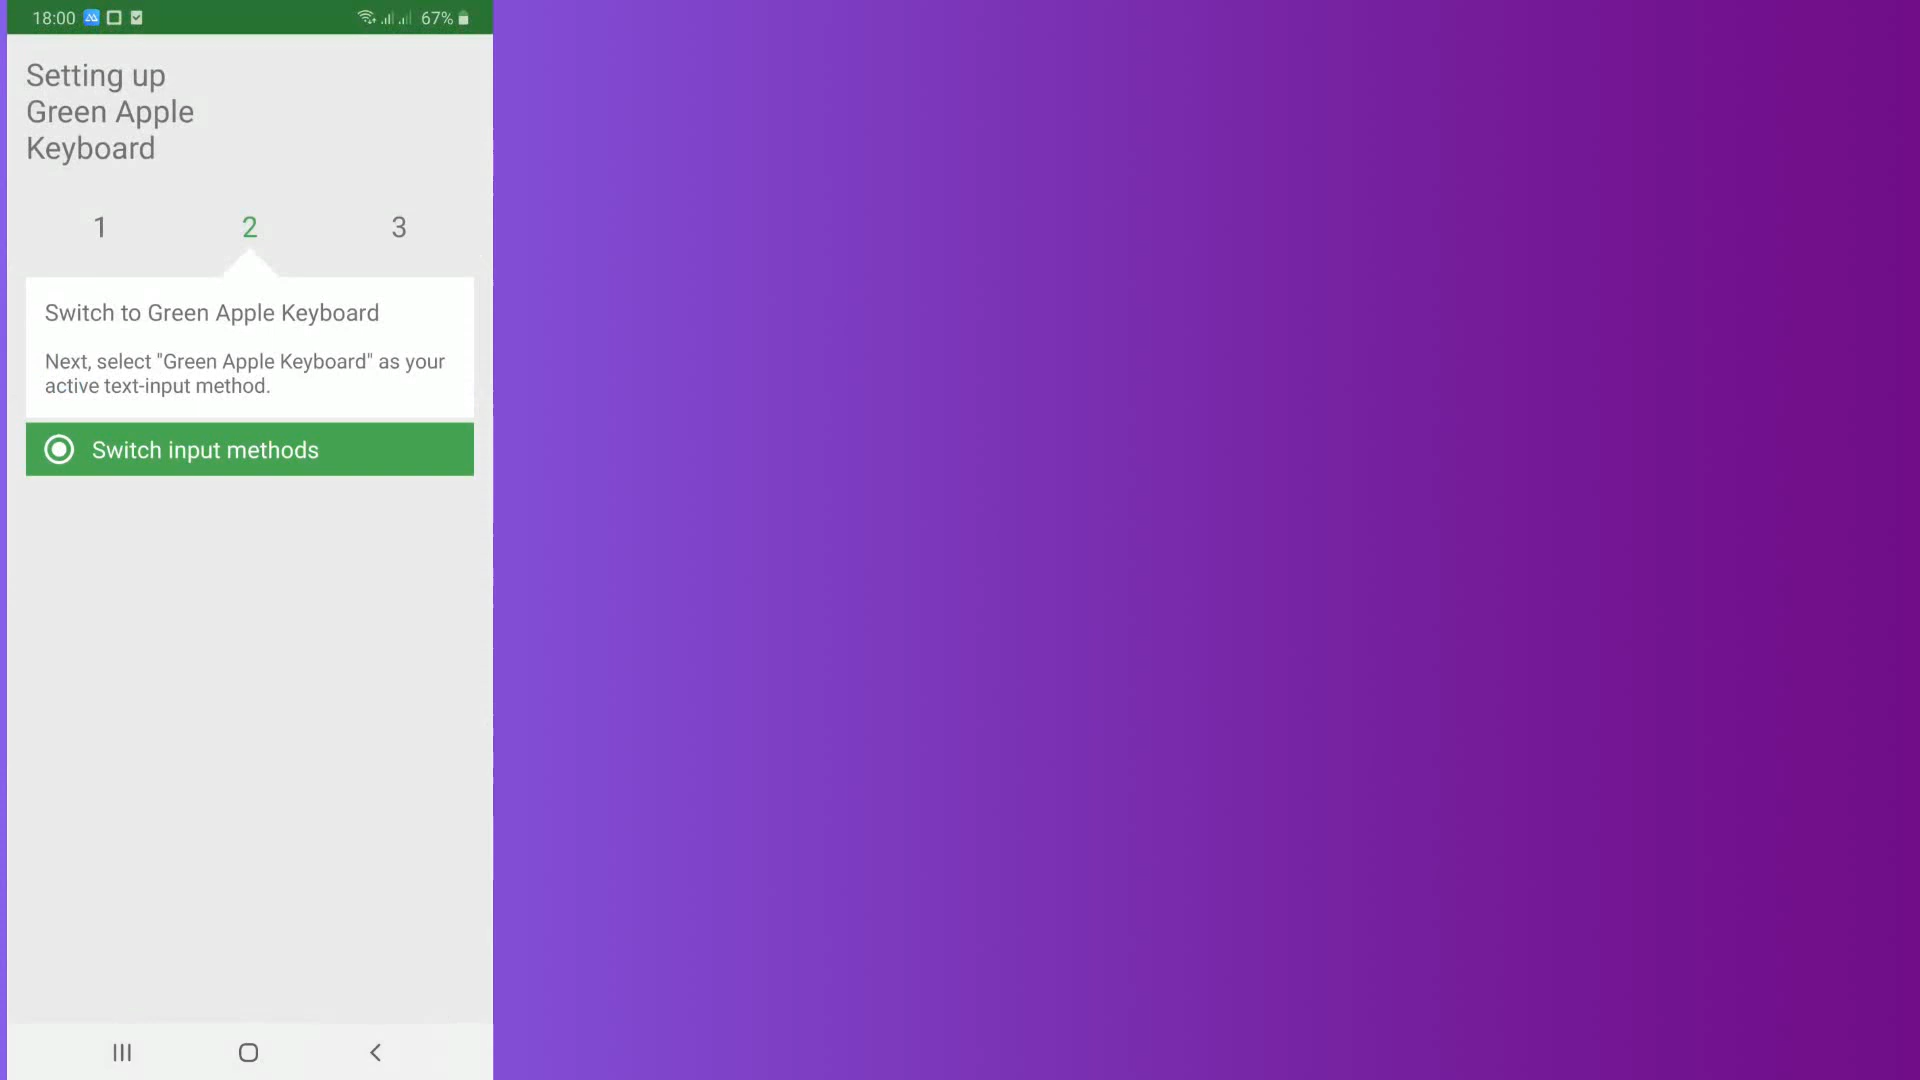 18:00 67%
Setting up
Green Apple
Keyboard
1 2 3
Switch to Green Apple Keyboard
Next, select "Green Apple Keyboard" as your
active text-input method.
Switch input methods